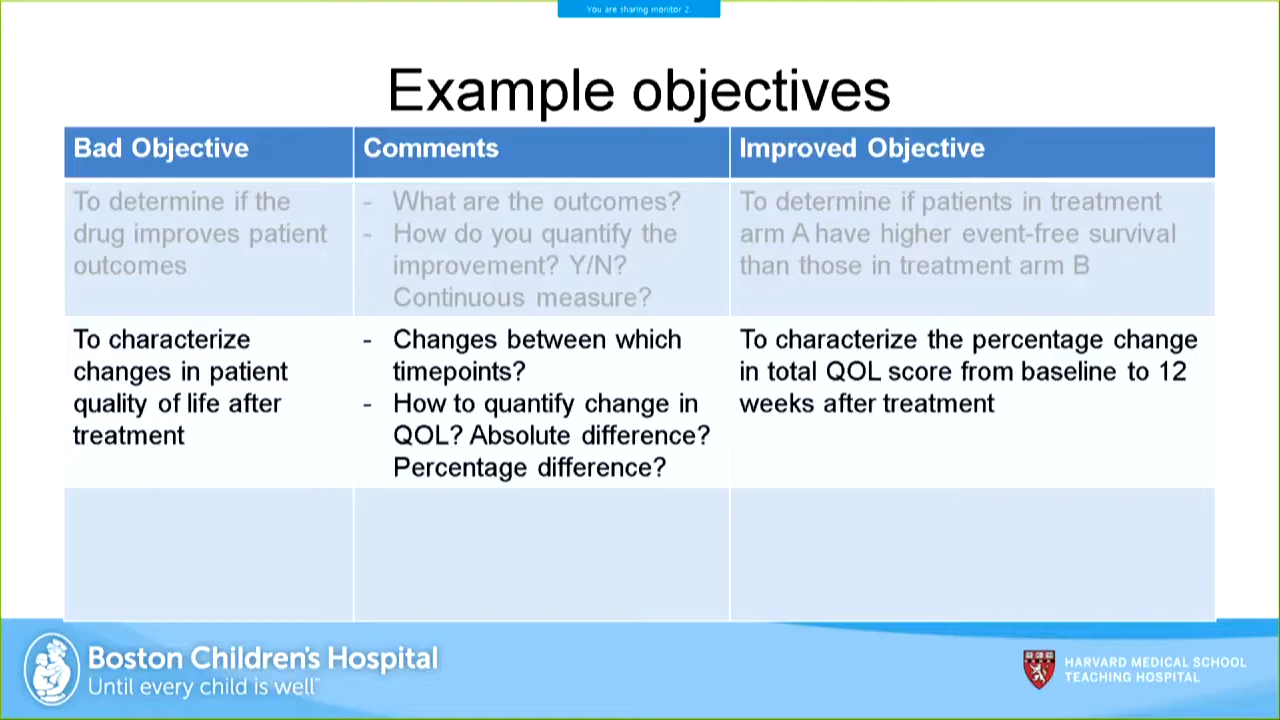 You are sharing monitor 2.
Example objectives
Bad Objective
Comments
Improved Objective
To determine if the
drug improves patient
outcomes
- What are the outcomes?
- How do you quantify the
improvement? Y/N?
Continuous measure?
To determine if patients in treatment
arm A have higher event-free survival
than those in treatment arm B
To characterize
changes in patient
quality of life after
treatment
- Changes between which
timepoints?
- How to quantify change in
QOL? Absolute difference?
Percentage difference?
To characterize the percentage change
in total QOL score from baseline to 12
weeks after treatment
Boston Children's Hospital
Until every child is well™
HARVARD MEDICAL SCHOOL
TEACHING HOSPITAL